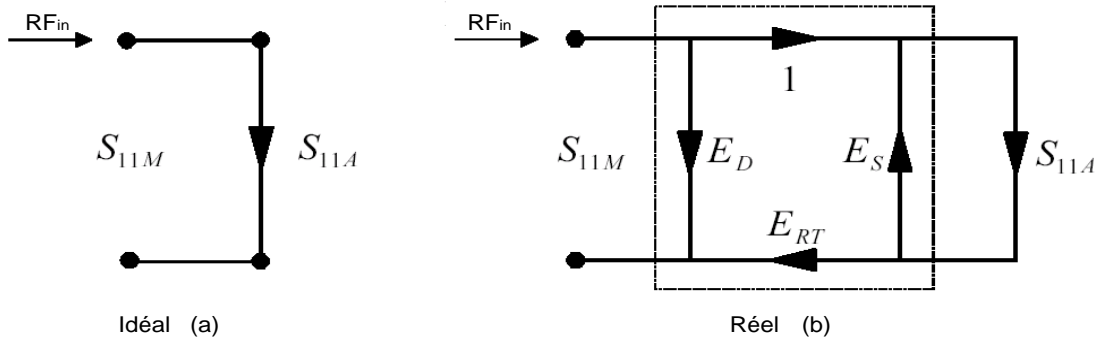 RFin
S11M
S11A
Idéal (a)
RFin
1
S11M
ED
ES
S11A
ERT
Réel (b)